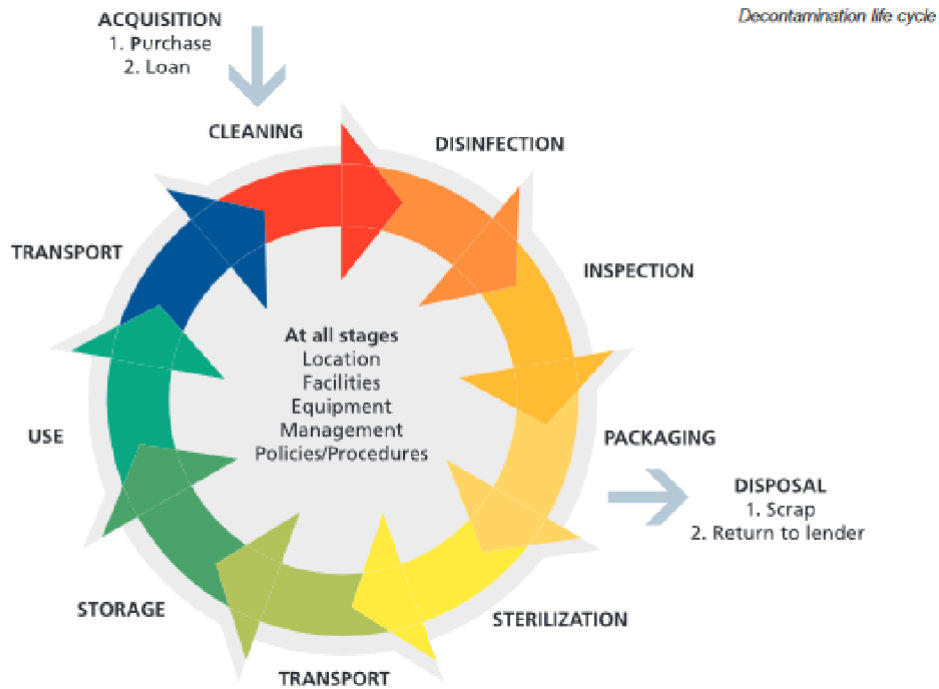 Decontamination life cycle
ACQUISITION
1. Purchase
2. Loan
CLEANING
DISINFECTION
INSPECTION
PACKAGING
DISPOSAL
1. Scrap
2. Return to lender
STERILIZATION
TRANSPORT
STORAGE
USE
TRANSPORT
At all stages
Location
Facilities
Equipment
Management
Policies/Procedures